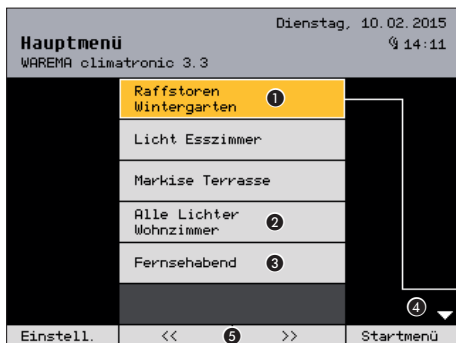 Dienstag, 10.02.2015
Hauptmenü
14:11
WAREMA climatronic 3.3
Raffstoren
Wintergarten
1
Licht Esszimmer
Markise Terrasse
Alle Lichter
Wohnzimmer
2
Fernsehabend
3
4
Einstell.
<<
5
>>
Startmenü